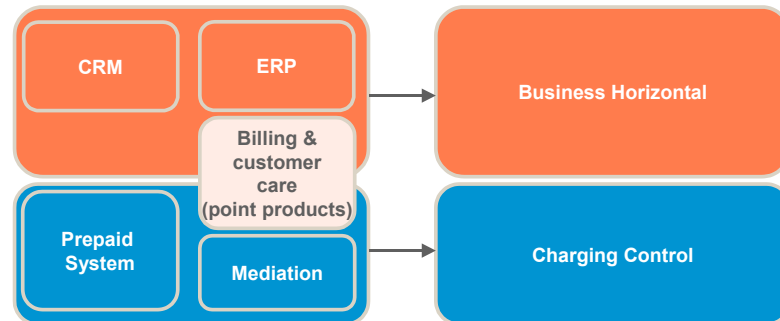 CRM
ERP
Business Horizontal
Billing &
customer
care
(point products)
Prepaid
System
Mediation
Charging Control